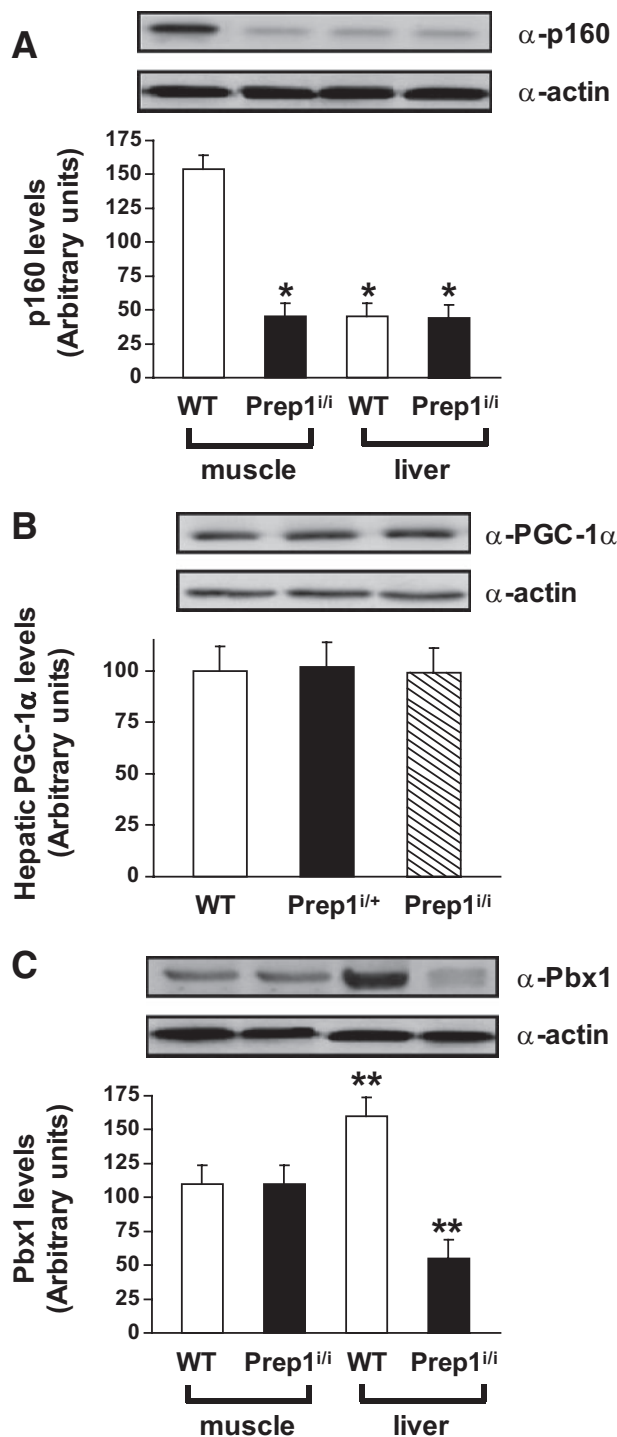 A
α-p160
α-actin
p160 levels
(Arbitrary units)
175
150
125
100
75
50
25
0
* * *
WT Prep1i/i WT Prep1i/i
muscle liver
B
α-PGC-1α
α-actin
Hepatic PGC-1α levels
(Arbitrary units)
100
75
50
25
0
WT Prep1i/+ Prep1i/i
C
α-Pbx1
α-actin
Pbx1 levels
(Arbitrary units)
175
150
125
100
75
50
25
0
**
**
WT Prep1i/i WT Prep1i/i
muscle liver